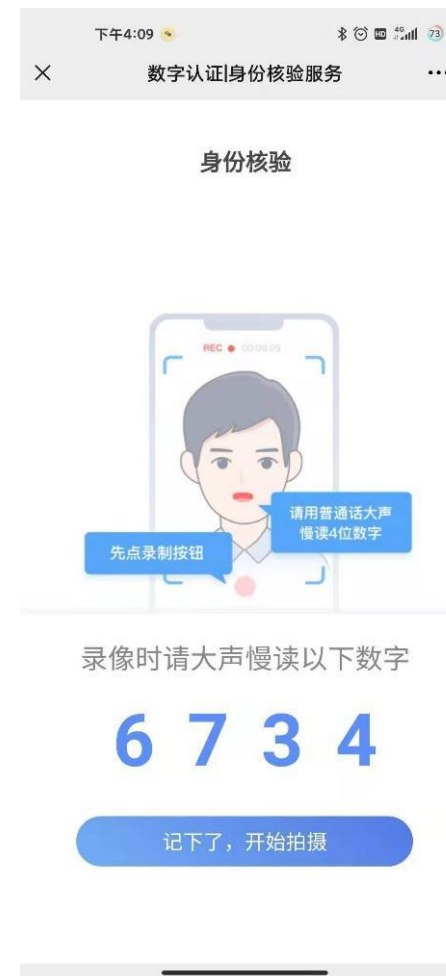 下午4:09
HD 4G 73
数字认证|身份核验服务
身份核验
REC 00:00:05
请用普通话大声
慢读4位数字
先点录制按钮
录像时请大声慢读以下数字
6 7 3 4
记下了，开始拍摄